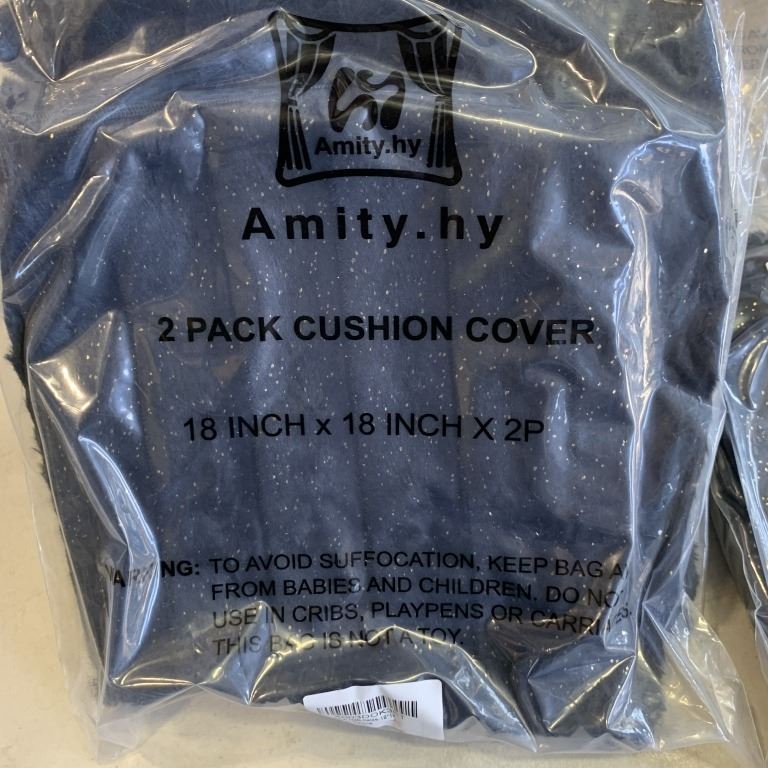 Amity.hy
Amity.hy
2 PACK CUSHION COVER
18 INCH x 18 INCH X 2P
TO AVOID SUFFOCATION, KEEP BAG
FROM BABIES AND CHILDREN. DO
USE IN CRIBS, PLAYPENS OR
THIS BAG IS NOT A TOY.